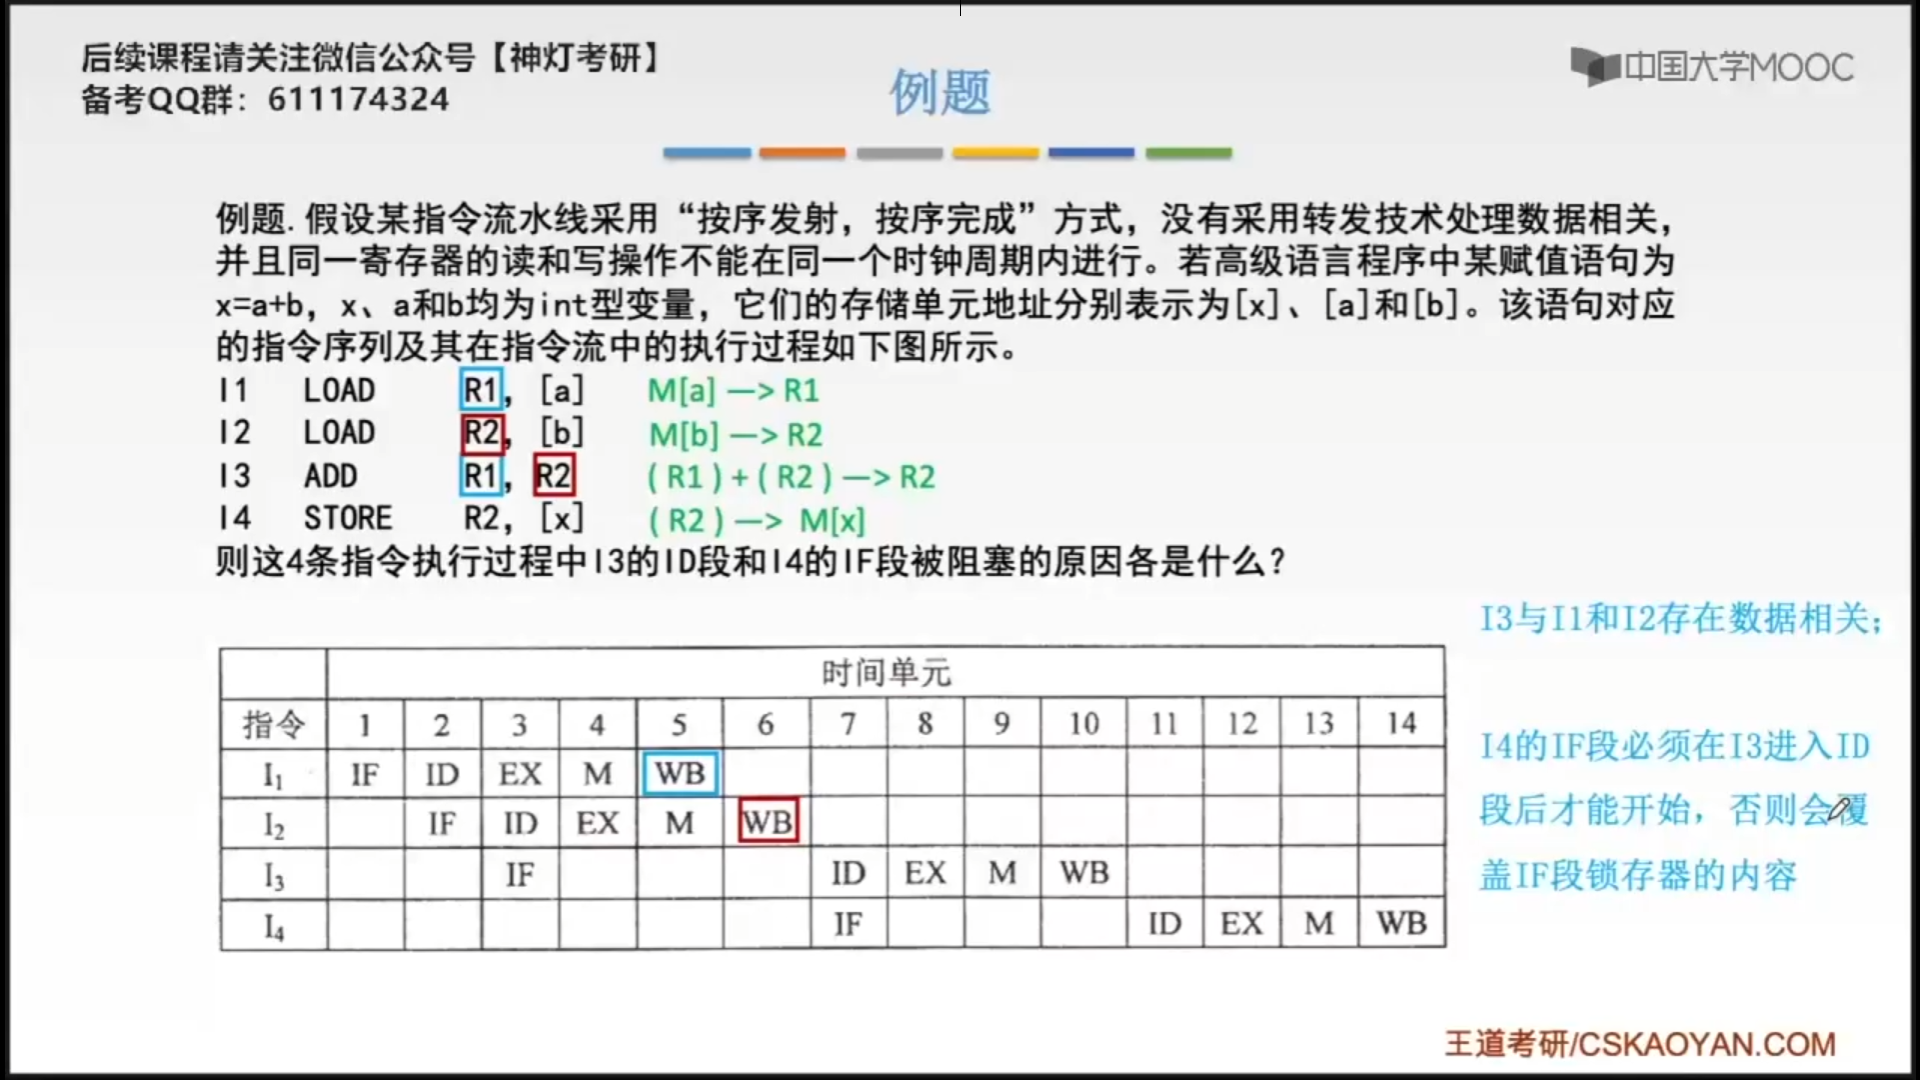 后续课程请关注微信公众号【神灯考研】
备考QQ群：611174324
中国大学MOOC
例题
例题.假设某指令流水线采用“按序发射，按序完成”方式，没有采用转发技术处理数据相关，
并且同一寄存器的读和写操作不能在同一个时钟周期内进行。若高级语言程序中某赋值语句为
x=a+b，x、a和b均为int型变量，它们的存储单元地址分别表示为[x]、[a]和[b]。该语句对应
的指令序列及其在指令流中的执行过程如下图所示。
I1 LOAD R1，[a] M[a] —> R1
I2 LOAD R2，[b] M[b] —> R2
I3 ADD R1，R2 ( R1 ) + ( R2 ) —> R2
I4 STORE R2，[x] ( R2 ) —> M[x]
则这4条指令执行过程中I3的ID段和I4的IF段被阻塞的原因各是什么？
I3与I1和I2存在数据相关；
I4的IF段必须在I3进入ID
段后才能开始，否则会覆
盖IF段锁存器的内容
时间单元
指令 1 2 3 4 5 6 7 8 9 10 11 12 13 14
I₁ IF ID EX M WB
I₂ IF ID EX M WB
I₃ IF ID EX M WB
I₄ IF ID EX M WB
王道考研/CSKAOYAN.COM